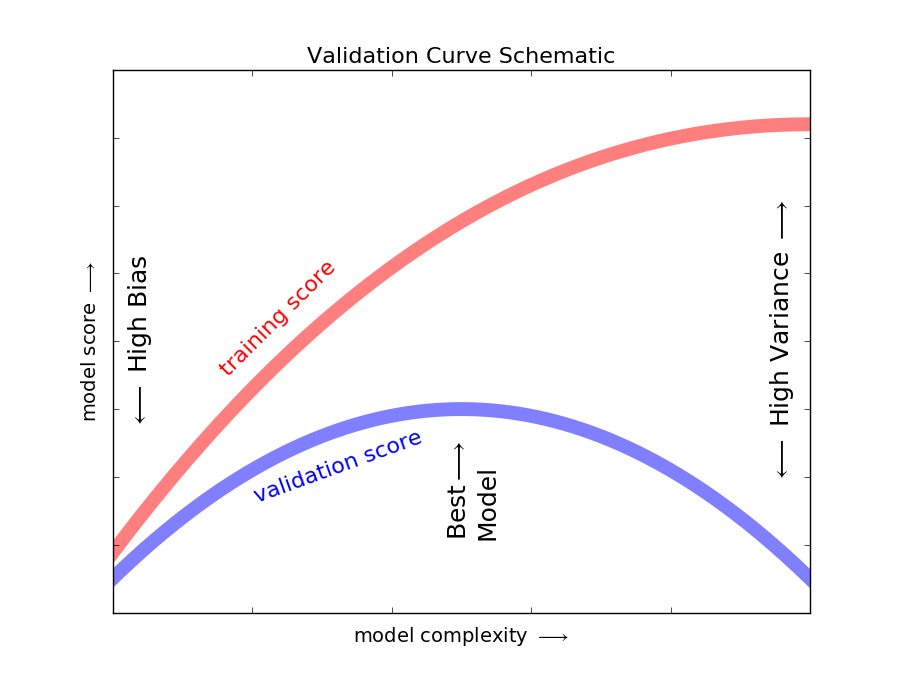 Validation Curve Schematic
model score ⟶
⟵ High Bias
training score
validation score
Best ⟶
Model
⟵ High Variance ⟶
model complexity ⟶